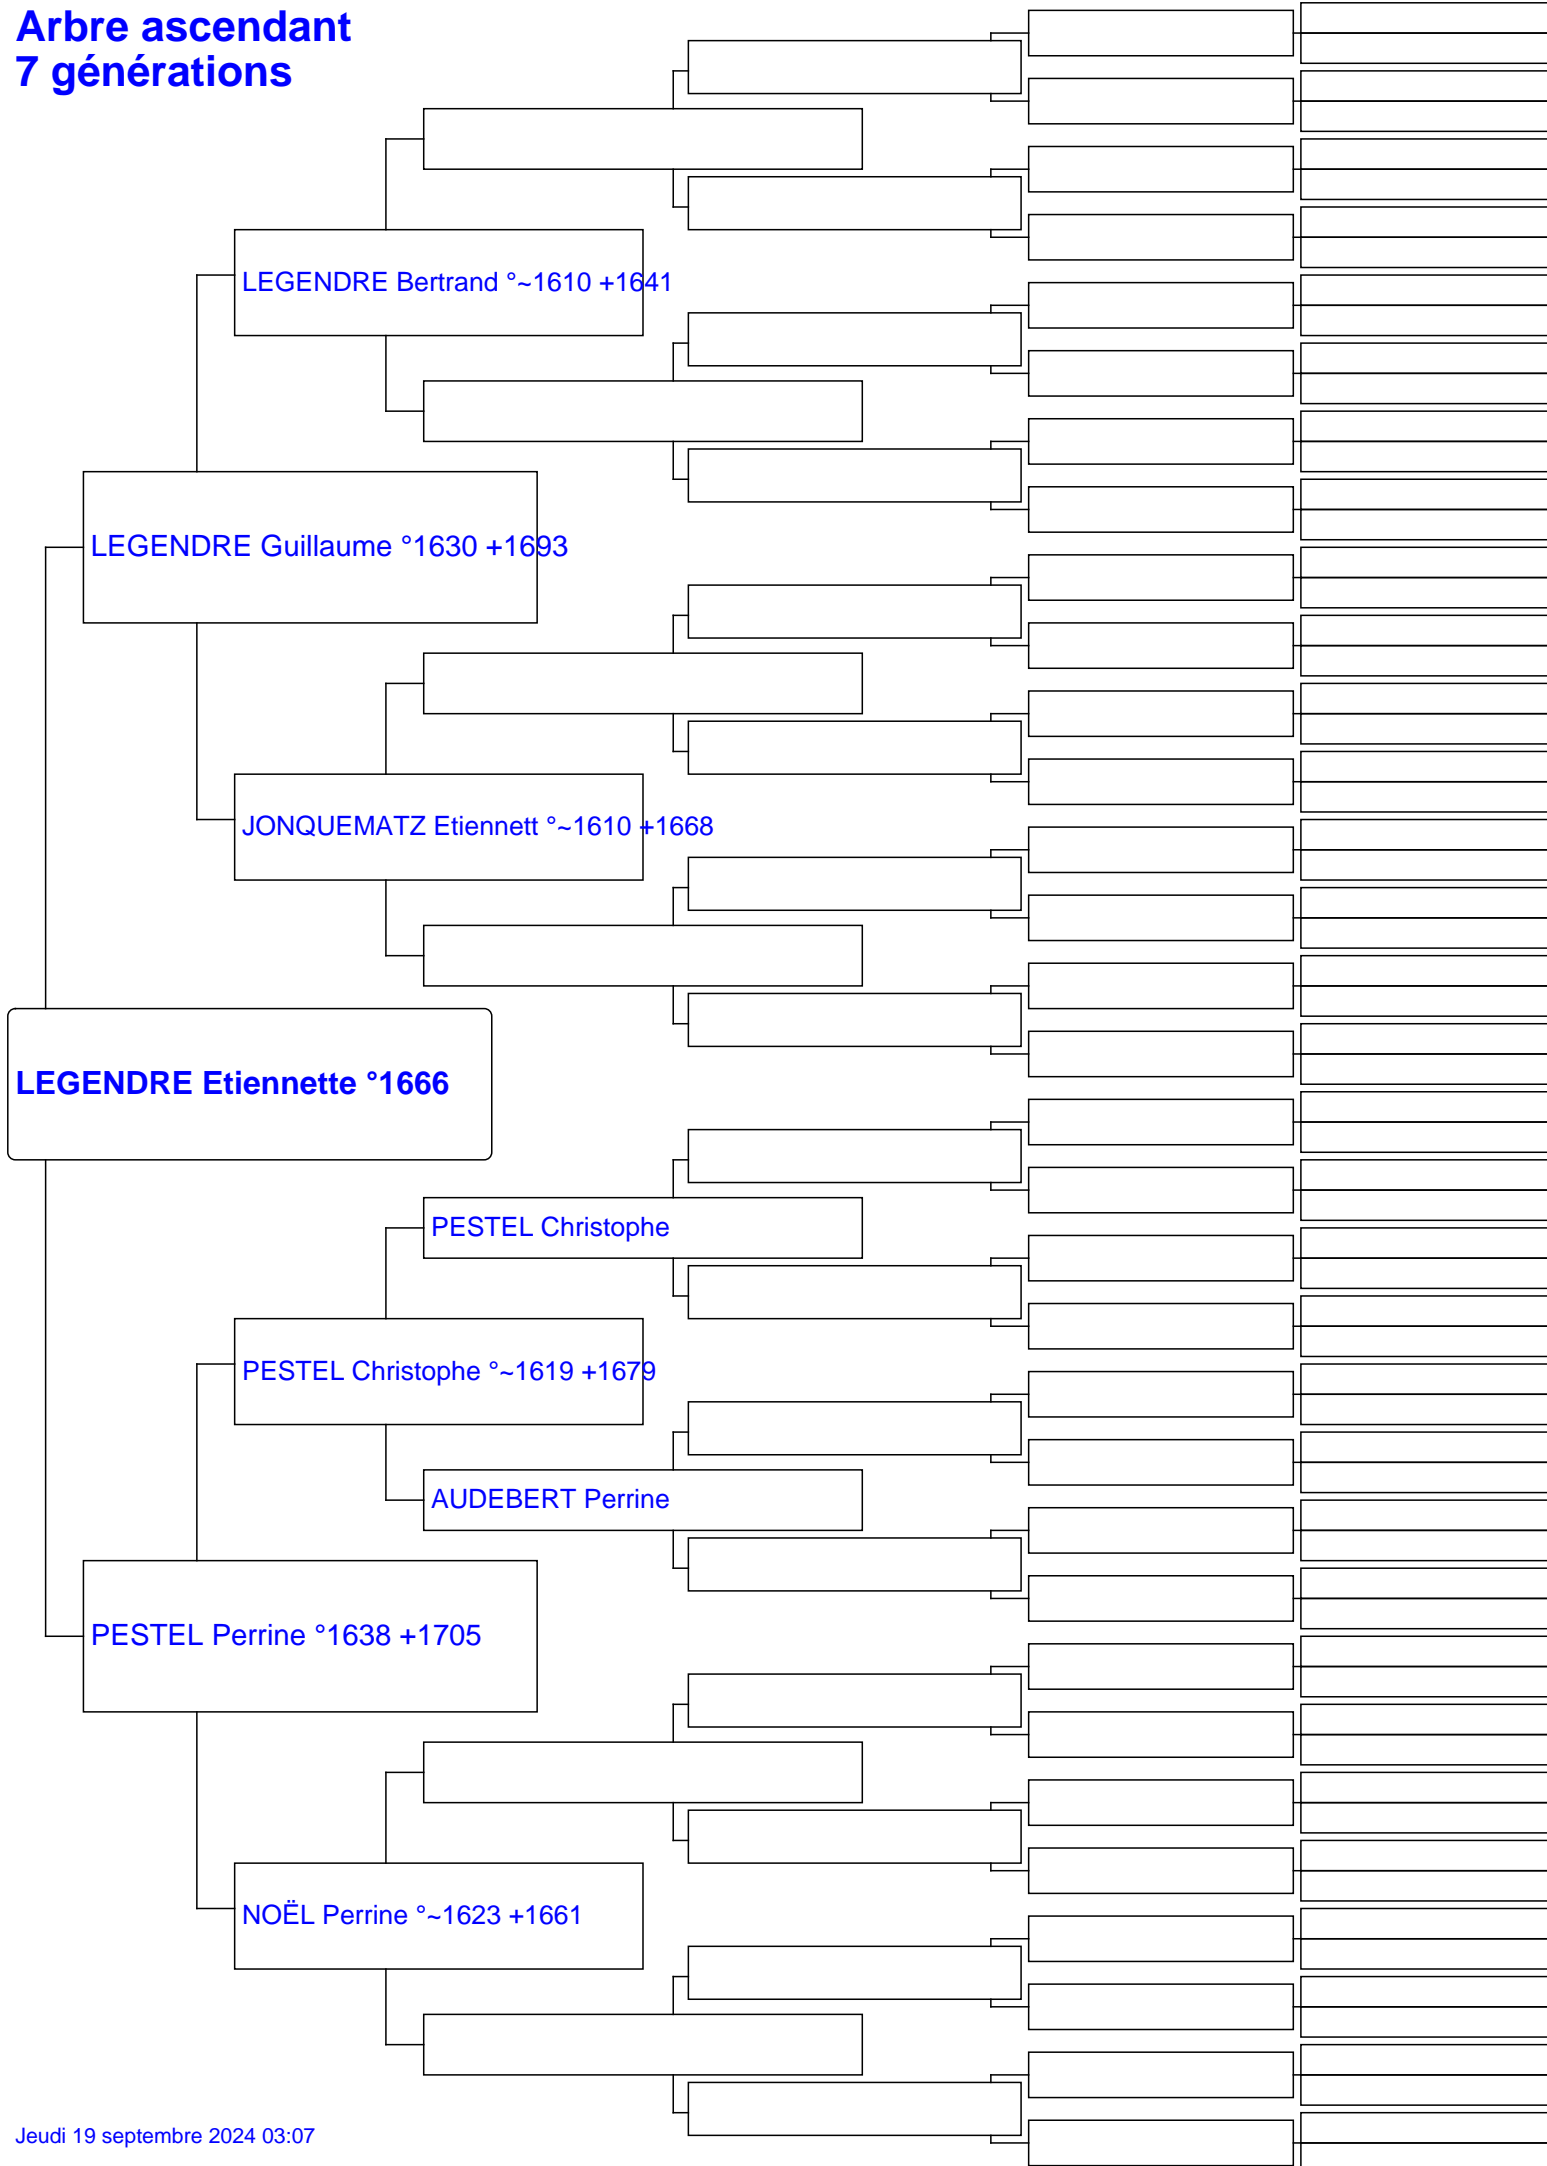 Arbre ascendant
7 générations
LEGENDRE Bertrand °~1610 +1641
LEGENDRE Guillaume °1630 +1693
JONQUEMATZ Etiennett °~1610 +1668
LEGENDRE Etiennette °1666
PESTEL Christophe
PESTEL Christophe °~1619 +1679
AUDEBERT Perrine
PESTEL Perrine °1638 +1705
NOËL Perrine °~1623 +1661
Jeudi 19 septembre 2024 03:07